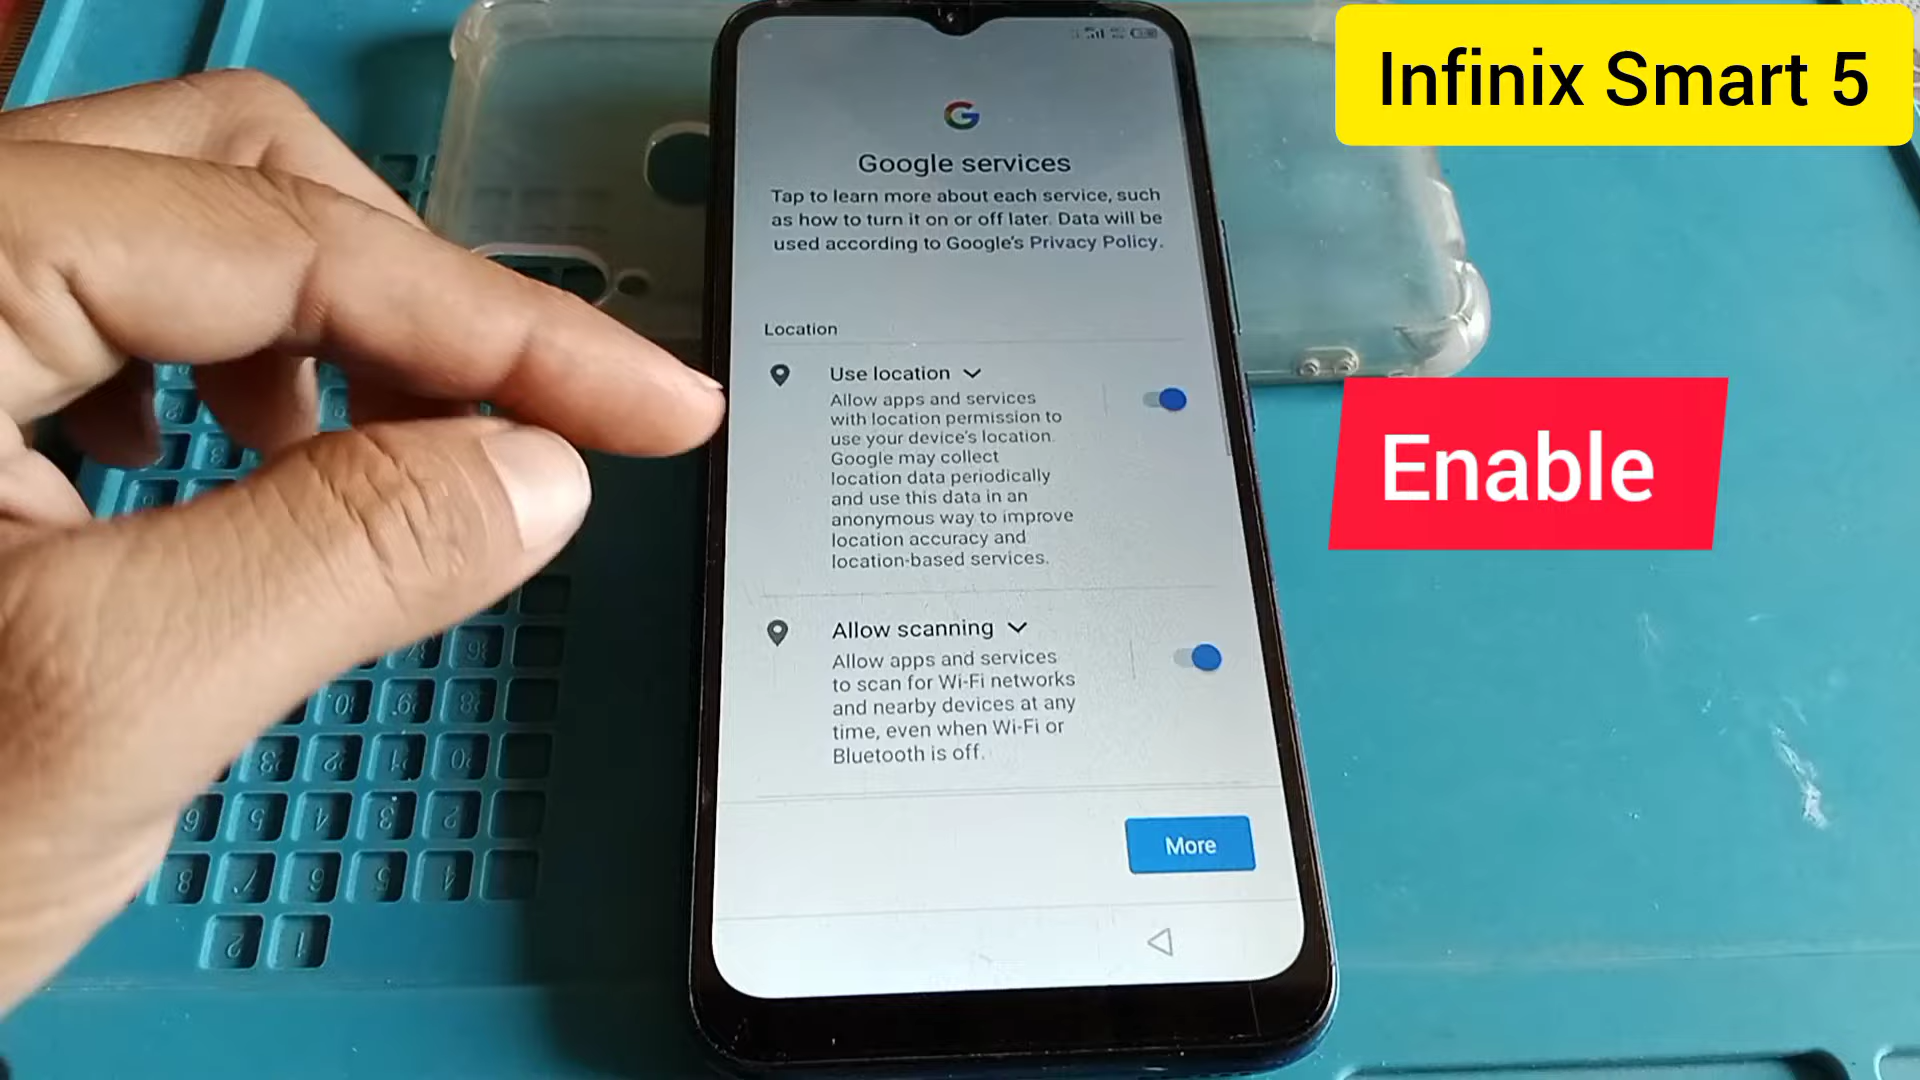 Infinix Smart 5
Google services
Tap to learn more about each service, such
as how to turn it on or off later. Data will be
used according to Google's Privacy Policy.
Location
Use location
Allow apps and services
with location permission to
use your device's location.
Google may collect
location data periodically
and use this data in an
anonymous way to improve
location accuracy and
location-based services.
Enable
Allow scanning
Allow apps and services
to scan for Wi-Fi networks
and nearby devices at any
time, even when Wi-Fi or
Bluetooth is off.
More